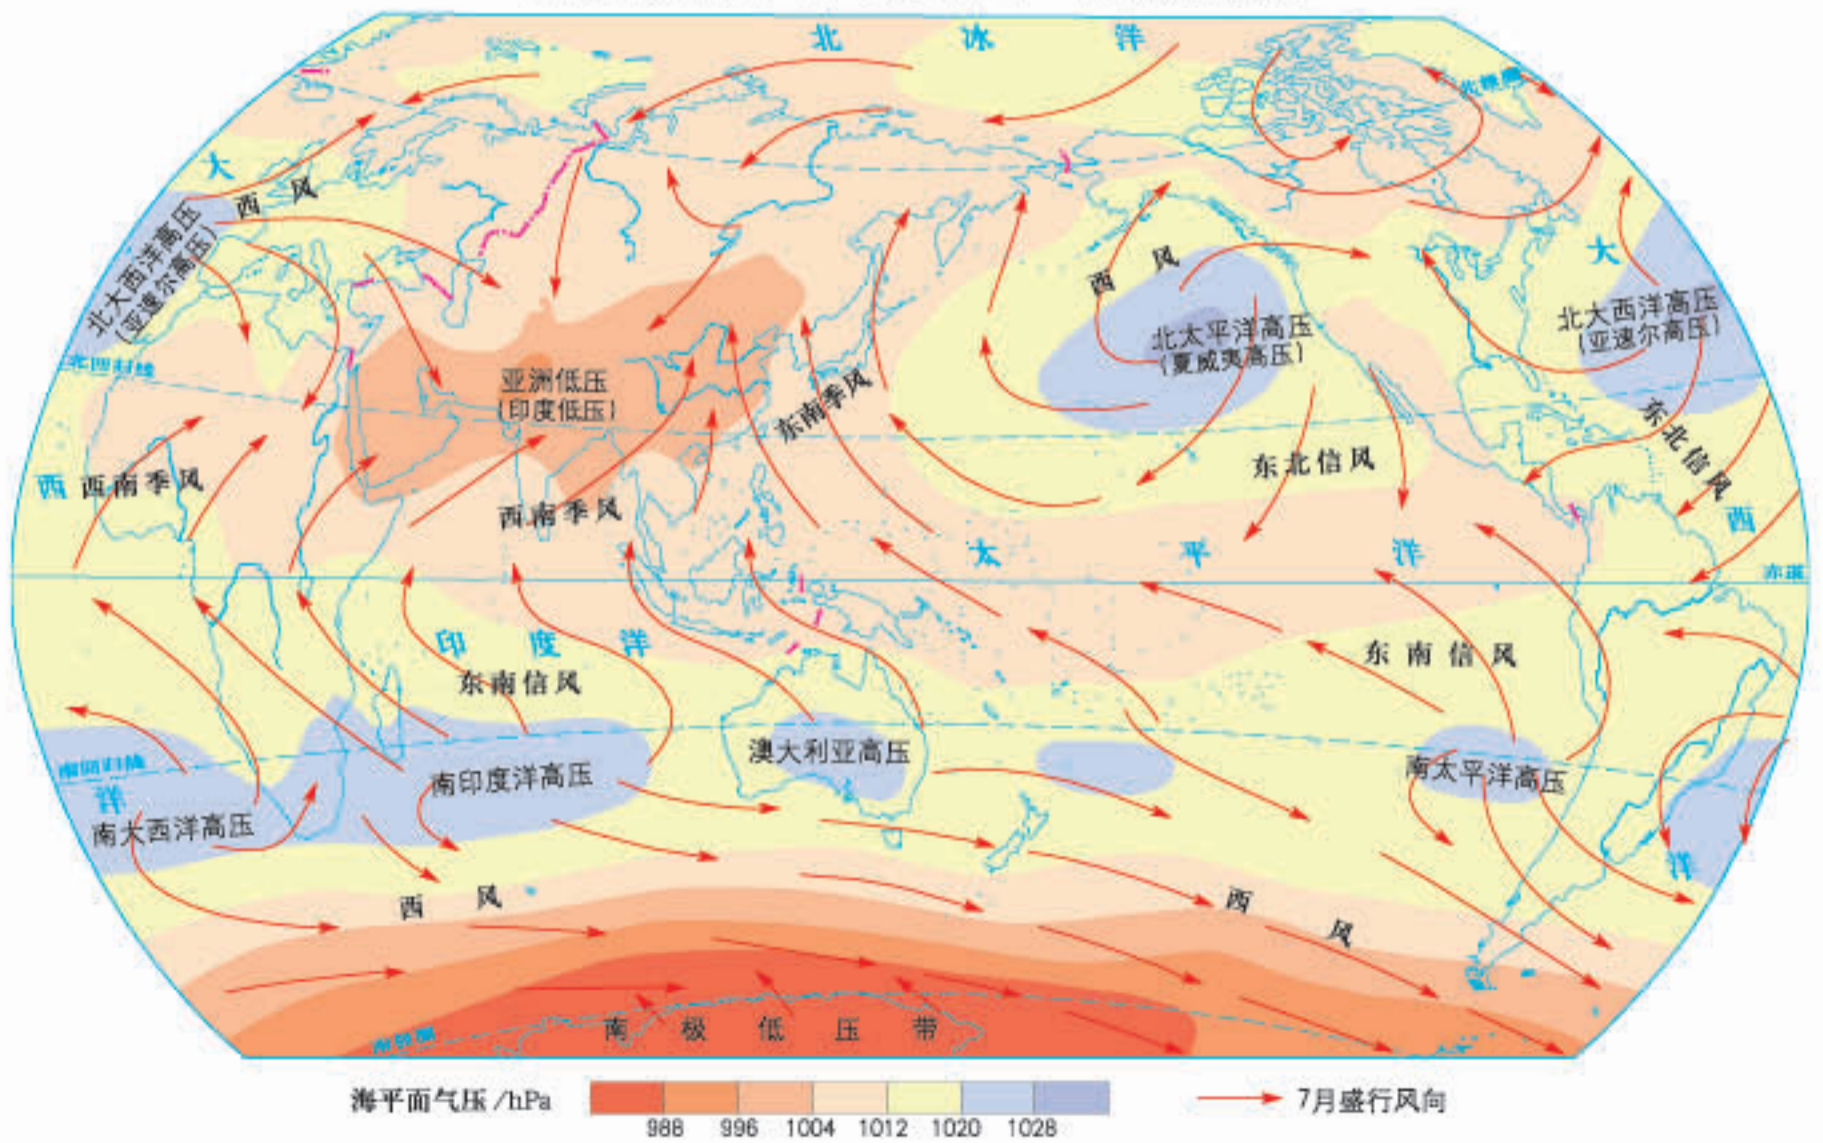 北 冰 洋
北极圈
大
西 风
北大西洋高压
(亚速尔高压)
西 风
大
北太平洋高压
(夏威夷高压)
北大西洋高压
(亚速尔高压)
北回归线
亚洲低压
(印度低压)
东南季风
东北信风
东北信风
西
西南季风
西南季风
西
太 平 洋
赤道
印 度 洋
东南信风
东 南 信 风
南回归线
洋
南大西洋高压
南印度洋高压
澳大利亚高压
南太平洋高压
洋
西 风
西 风
南极圈
南 极 低 压 带
海平面气压/hPa
988 996 1004 1012 1020 1028
7月盛行风向